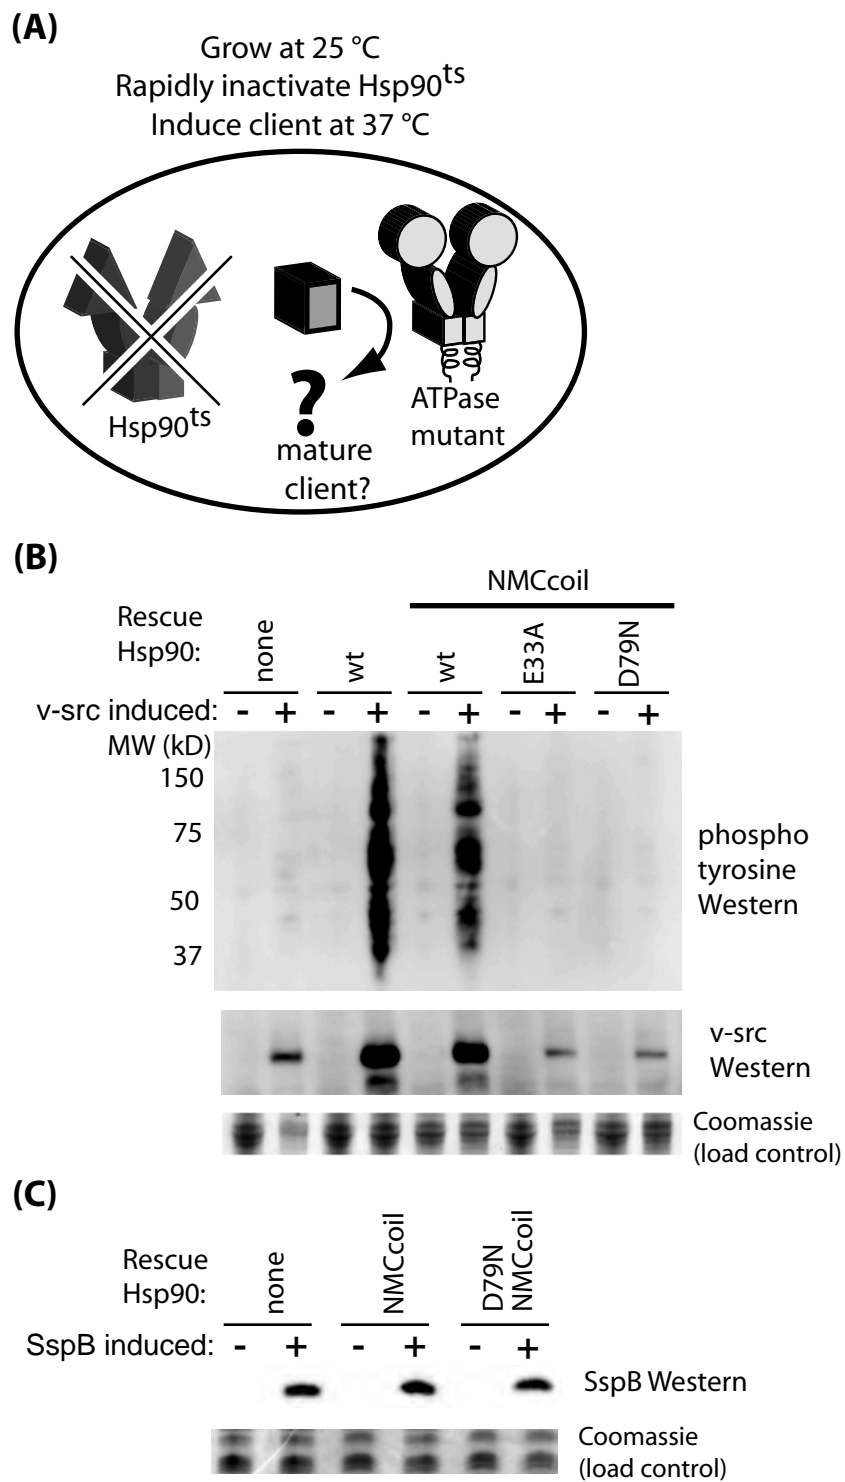 (A)
Grow at 25 °C
Rapidly inactivate Hsp90ts
Induce client at 37 °C
Hsp90ts
?
mature
client?
ATPase
mutant
(B)
NMCcoil
Rescue
Hsp90:
none
wt
wt
E33A
D79N
v-src induced: - + - + - + - + - +
MW (kD)
150
75
50
37
phospho
tyrosine
Western
v-src
Western
Coomassie
(load control)
(C)
Rescue
Hsp90:
none
NMCcoil
D79N
NMCcoil
SspB induced: - + - + - +
SspB Western
Coomassie
(load control)